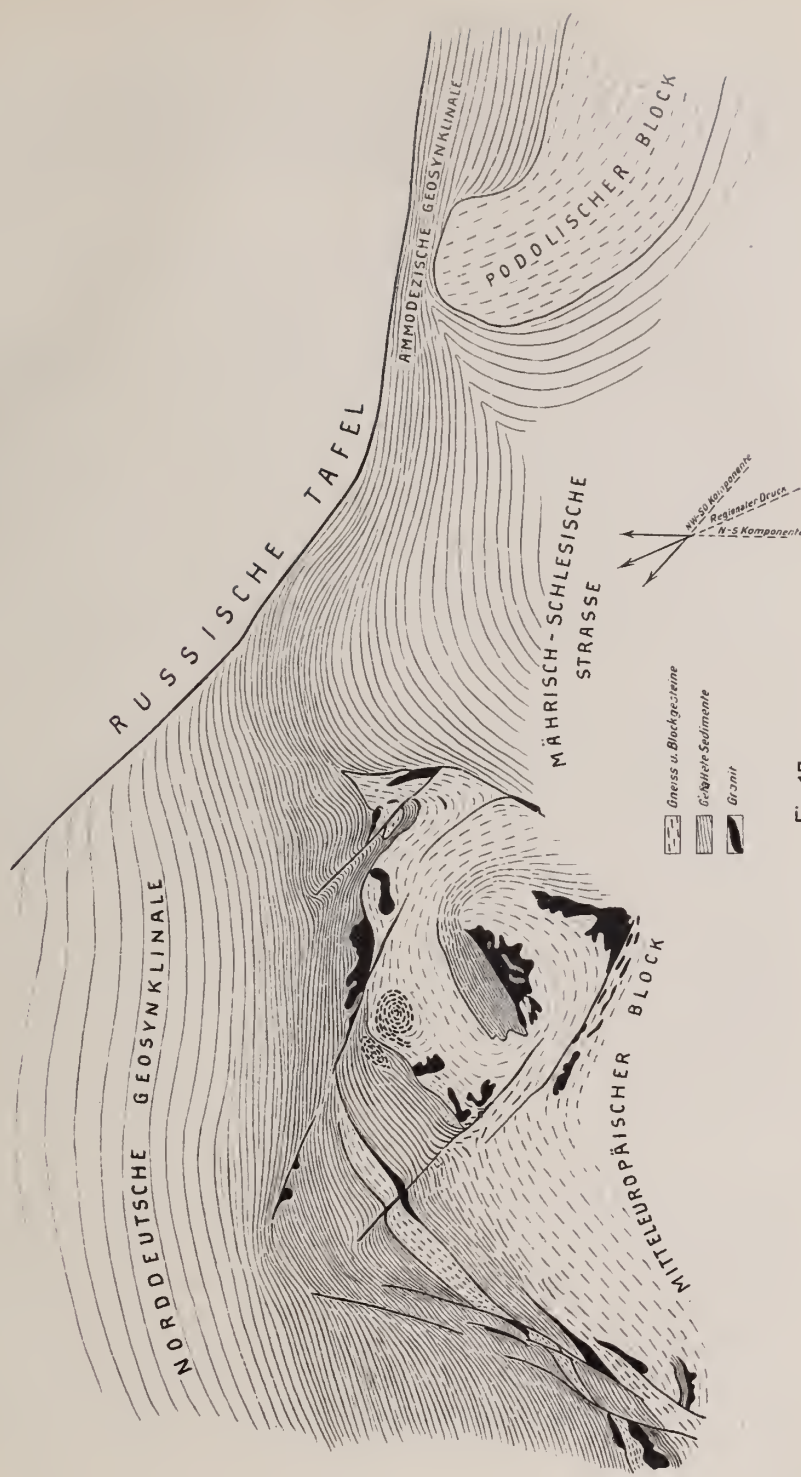 RUSSISCHE TAFEL
NORDDEUTSCHE GEOSYNKLINALE
AMMODEZISCHE GEOSYNKLINALE
PODOLISCHER BLOCK
MÄHRISCH-SCHLESISCHE
STRASSE
MITTELEUROPÄISCHER BLOCK
NW-SO Komponente
Regionaler Druck
N-S Komponente
Gneiss u. Blockgesteine
Gefaltete Sedimente
Granit
Fig.